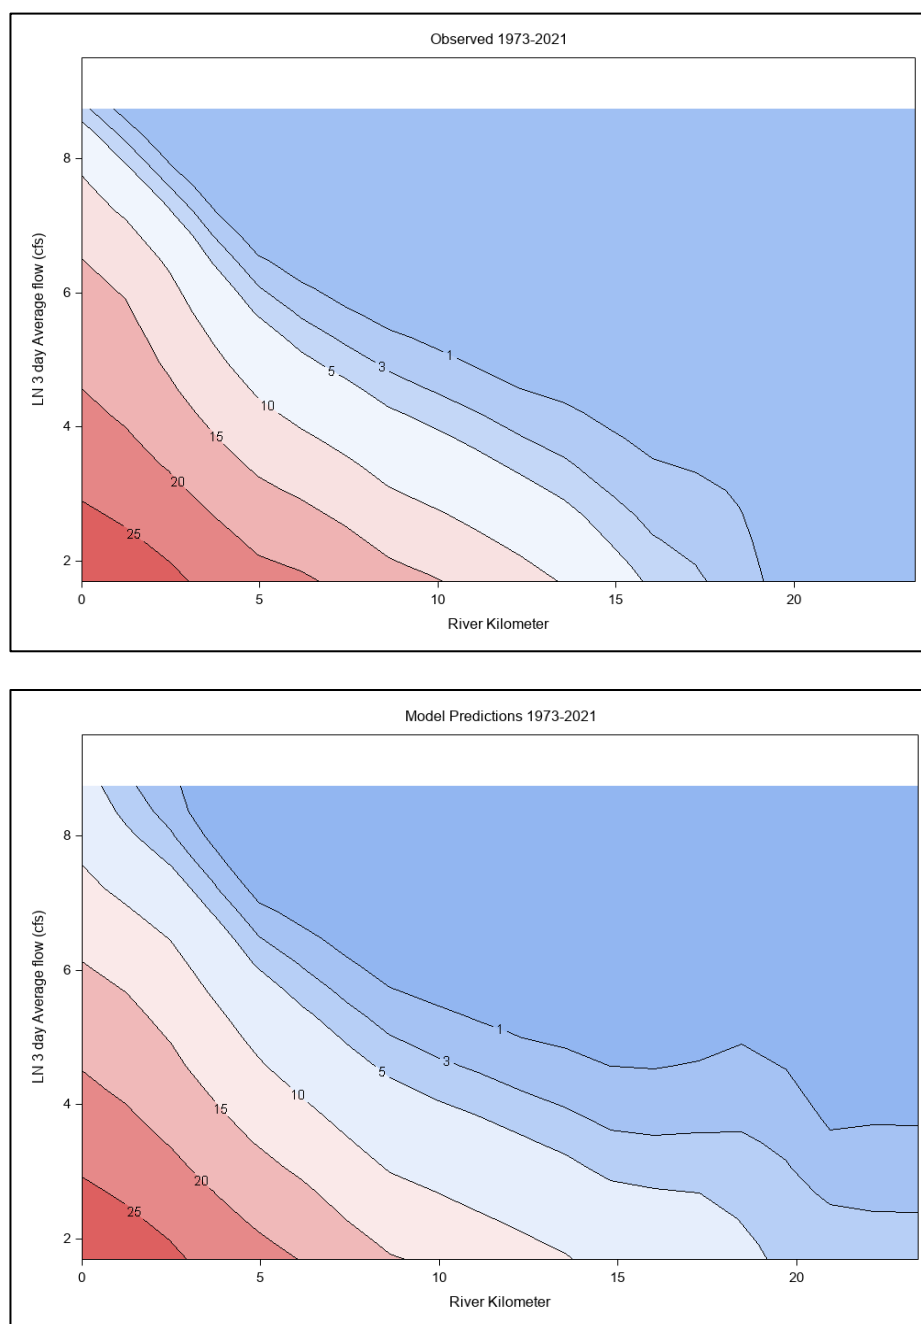 Observed 1973-2021
LN 3 day Average flow (cfs)
8
6
4
2
1
3
5
10
15
20
25
0 5 10 15 20
River Kilometer
Model Predictions 1973-2021
LN 3 day Average flow (cfs)
8
6
4
2
1
3
5
10
15
20
25
0 5 10 15 20
River Kilometer